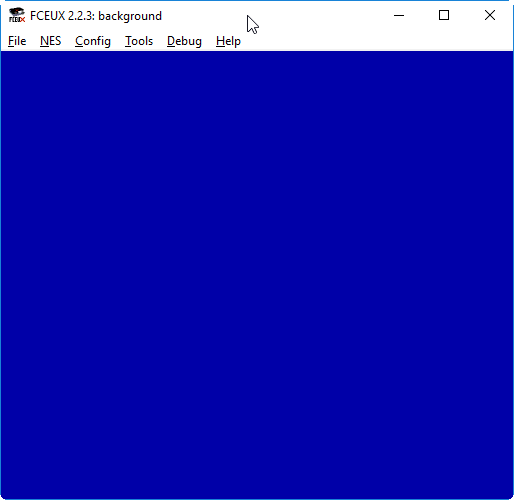 FCEUX 2.2.3: background
File NES Config Tools Debug Help